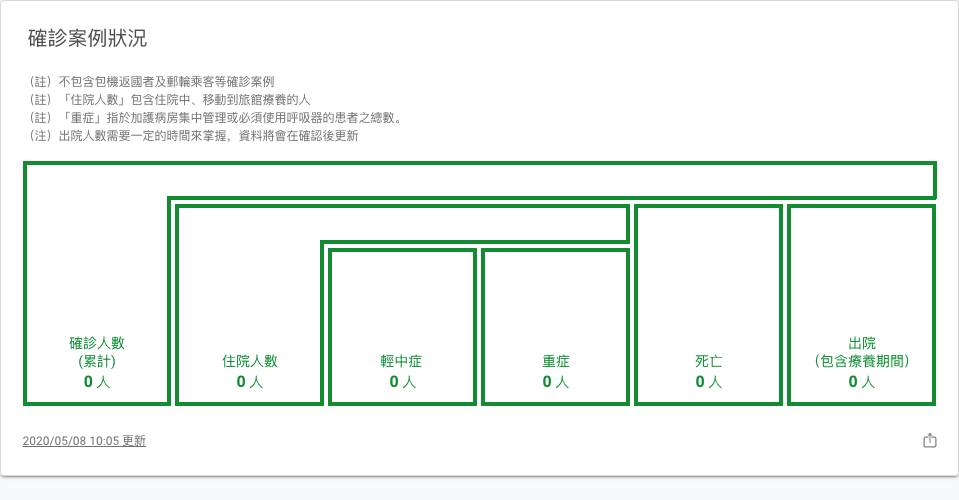 確診案例狀況
（註）不包含包機返國者及郵輪乘客等確診案例
（註）「住院人數」包含住院中、移動到旅館療養的人
（註）「重症」指於加護病房集中管理或必須使用呼吸器的患者之總數。
（注）出院人數需要一定的時間來掌握，資料將會在確認後更新
確診人數
(累計)
0 人
住院人數
0 人
輕中症
0 人
重症
0 人
死亡
0 人
出院
（包含療養期間）
0 人
2020/05/08 10:05 更新